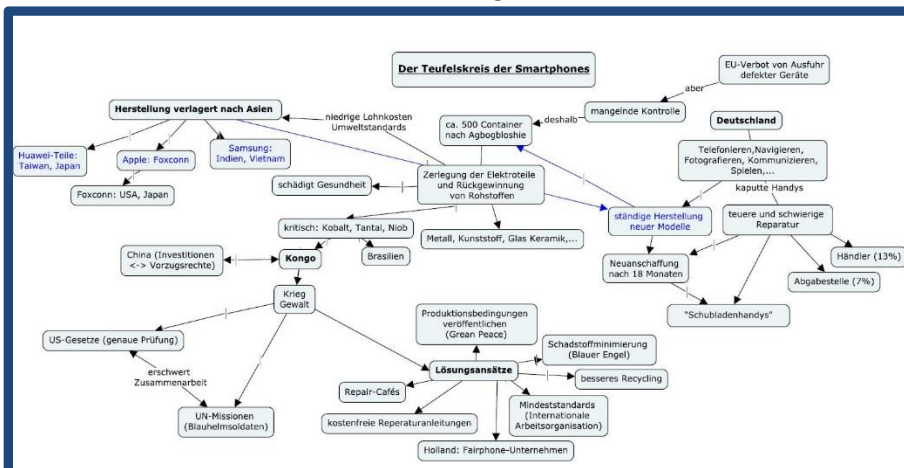 Der Teufelskreis der Smartphones
EU-Verbot von Ausfuhr
defekter Geräte
aber
mangelnde Kontrolle
deshalb
ca. 500 Container
nach Agbogbloshie
Herstellung verlagert nach Asien
niedrige Lohnkosten
Umweltstandards
Huawei-Teile:
Taiwan, Japan
Apple: Foxconn
Samsung:
Indien, Vietnam
Foxconn: USA, Japan
Deutschland
Telefonieren,Navigieren,
Fotografieren, Kommunizieren,
Spielen,...
kaputte Handys
Zerlegung der Elektroteile
und Rückgewinnung
von Rohstoffen
schädigt Gesundheit
ständige Herstellung
neuer Modelle
teuere und schwierige
Reparatur
kritisch: Kobalt, Tantal, Niob
Metall, Kunststoff, Glas Keramik,...
Händler (13%)
Abgabestelle (7%)
Neuanschaffung
nach 18 Monaten
"Schubladenhandys"
China (Investitionen
<-> Vorzugsrechte)
Kongo
Brasilien
Krieg
Gewalt
US-Gesetze (genaue Prüfung)
erschwert
Zusammenarbeit
UN-Missionen
(Blauhelmsoldaten)
Produktionsbedingungen
veröffentlichen
(Grean Peace)
Schadstoffminimierung
(Blauer Engel)
Lösungsansätze
besseres Recycling
Repair-Cafés
Mindeststandards
(Internationale
Arbeitsorganisation)
kostenfreie Reperaturanleitungen
Holland: Fairphone-Unternehmen